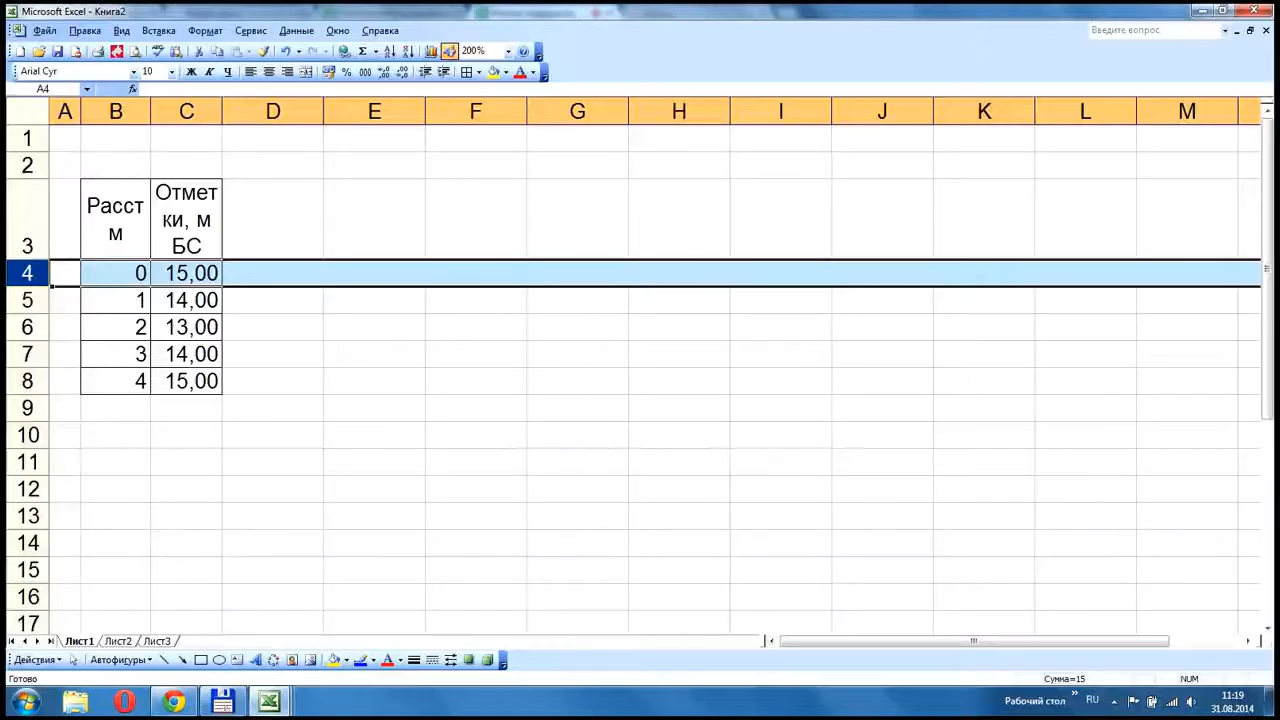 Microsoft Excel - Книга2
Файл Правка Вид Вставка Формат Сервис Данные Окно Справка
Введите вопрос
Σ 200%
Arial Cyr 10 Ж К Ч % 000
A4 fx
A B C D E F G H I J K L M
1
2
3
Расст м
Отмет ки, м БС
4 0 15,00
5 1 14,00
6 2 13,00
7 3 14,00
8 4 15,00
9
10
11
12
13
14
15
16
17
Лист1 Лист2 Лист3
Действия Автофигуры
Готово Сумма=15 NUM
Рабочий стол » RU 11:19
31.08.2014